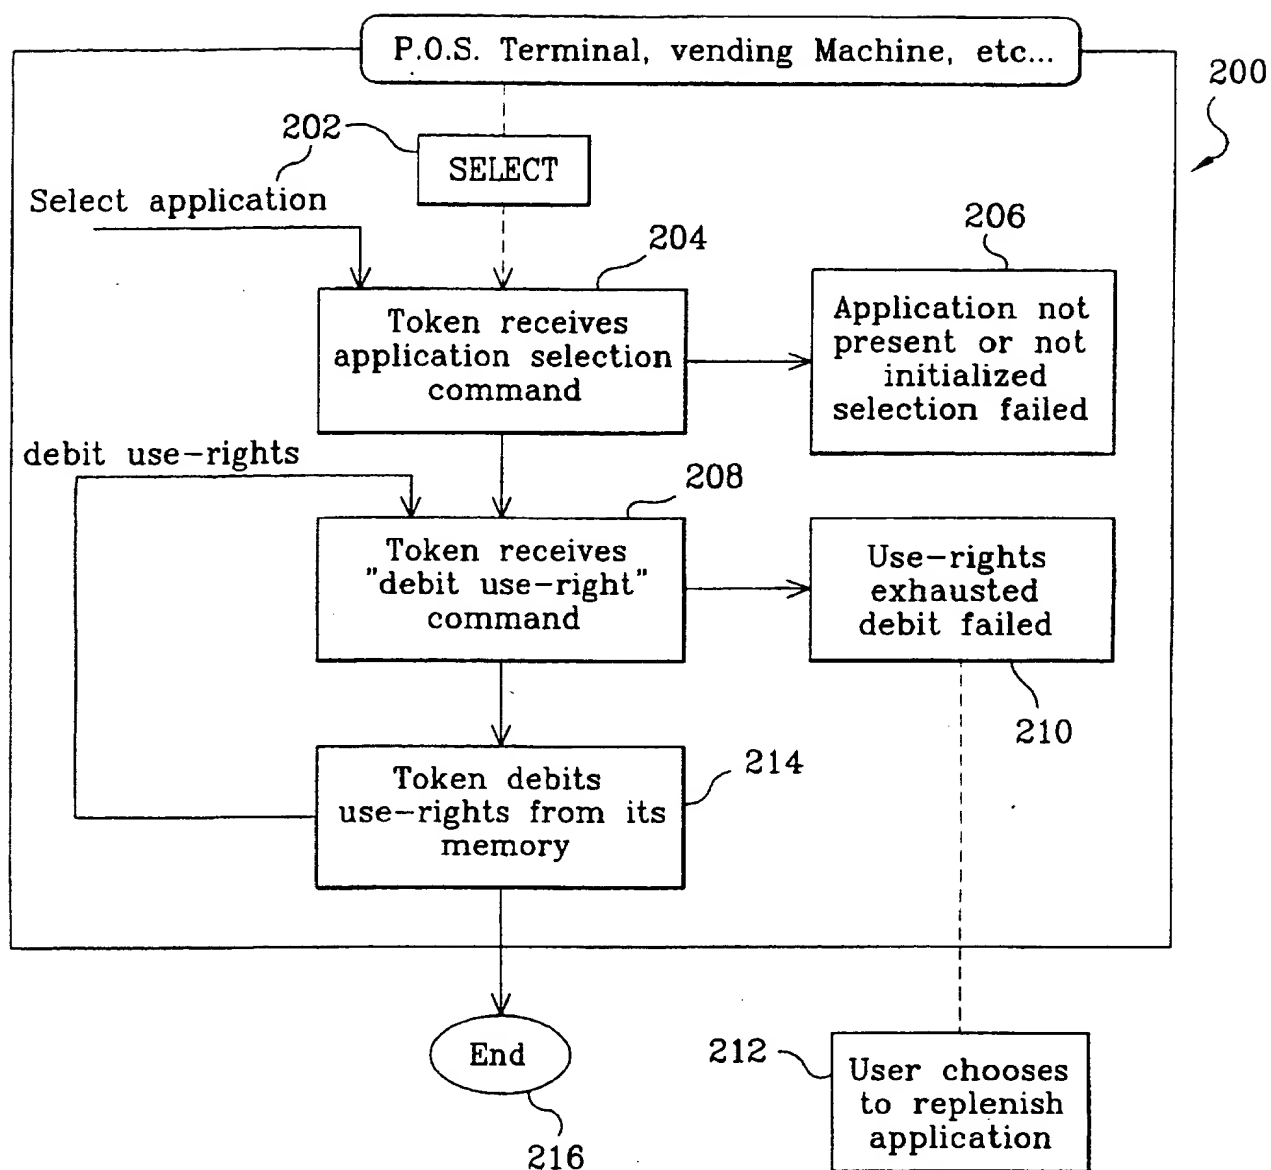 P.O.S. Terminal, vending Machine, etc...
200
202
SELECT
Select application
204
206
Token receives
application selection
command
Application not
present or not
initialized
selection failed
debit use-rights
208
Token receives
"debit use-right"
command
Use-rights
exhausted
debit failed
210
214
Token debits
use-rights from its
memory
End
216
212
User chooses
to replenish
application